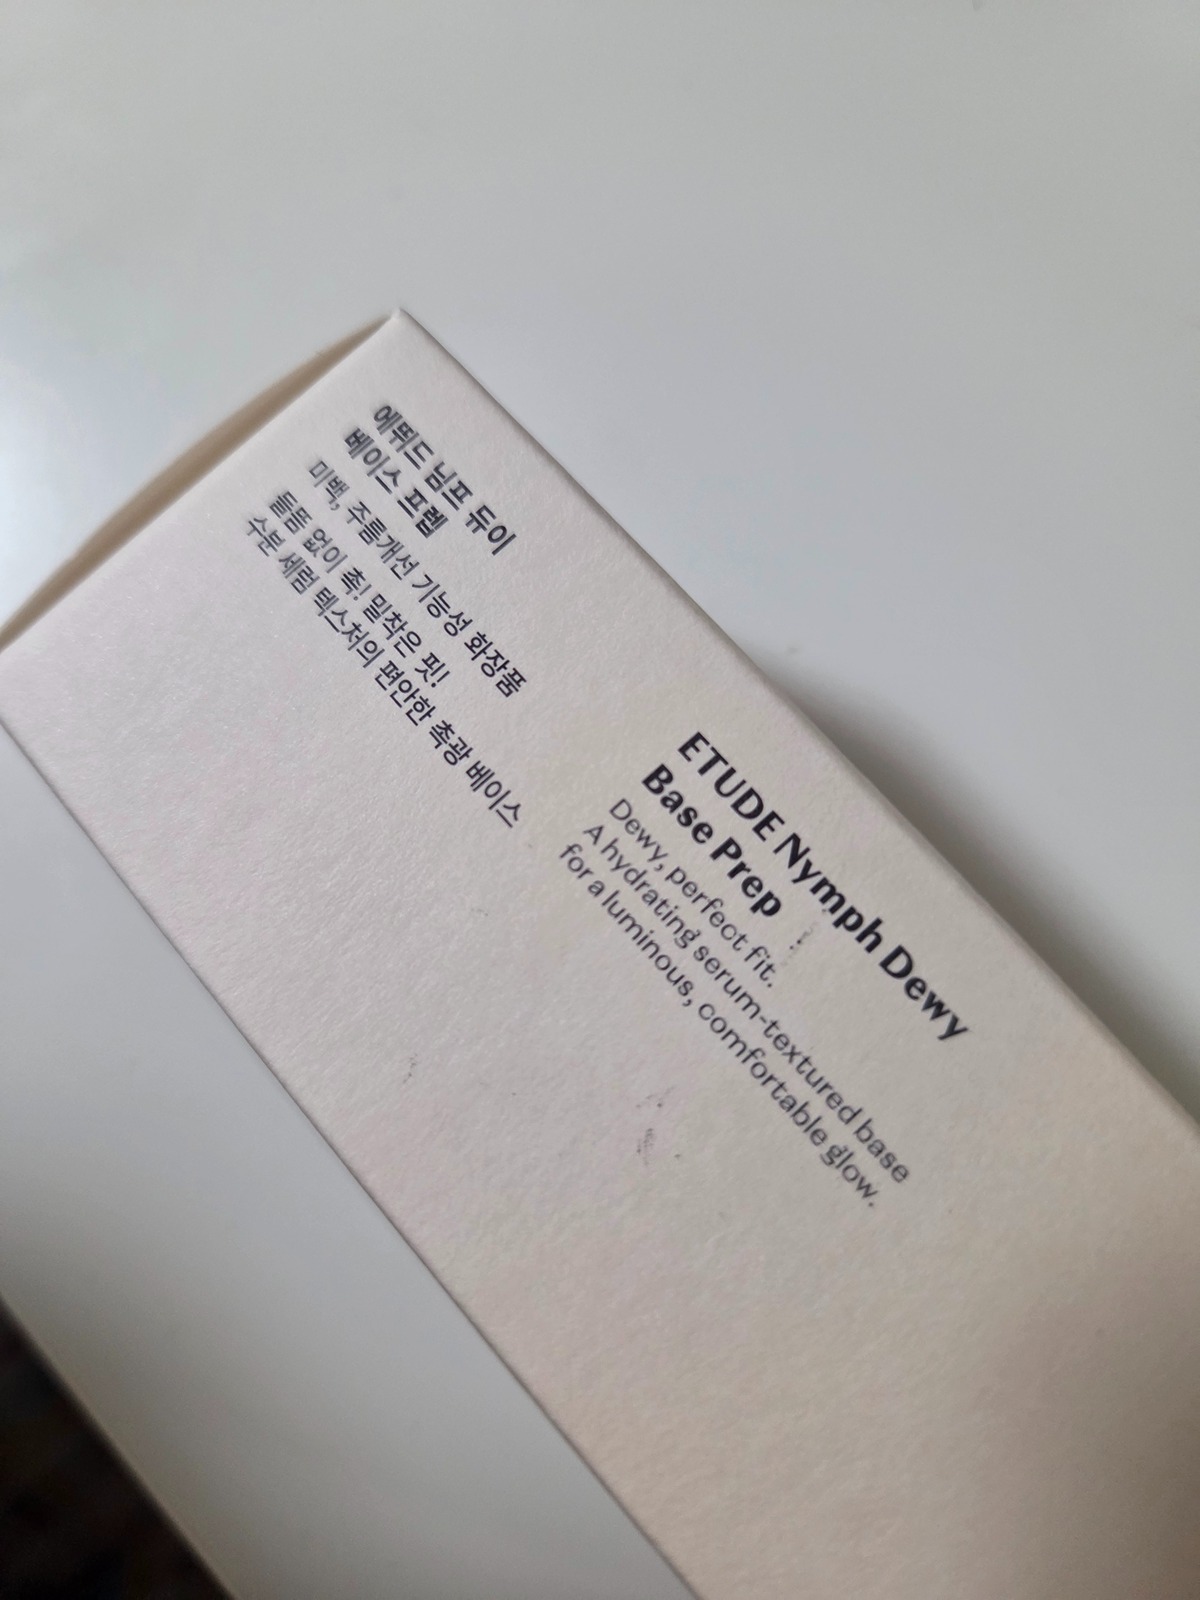 에뛰드 님프 듀이
베이스 프렙
미백, 주름개선 기능성 화장품
들뜸 없이 촉! 밀착은 핏!
수분 세럼 텍스처의 편안한 촉광 베이스
ETUDE Nymph Dewy
Base Prep
Dewy, perfect fit.
A hydrating serum-textured base
for a luminous, comfortable glow.